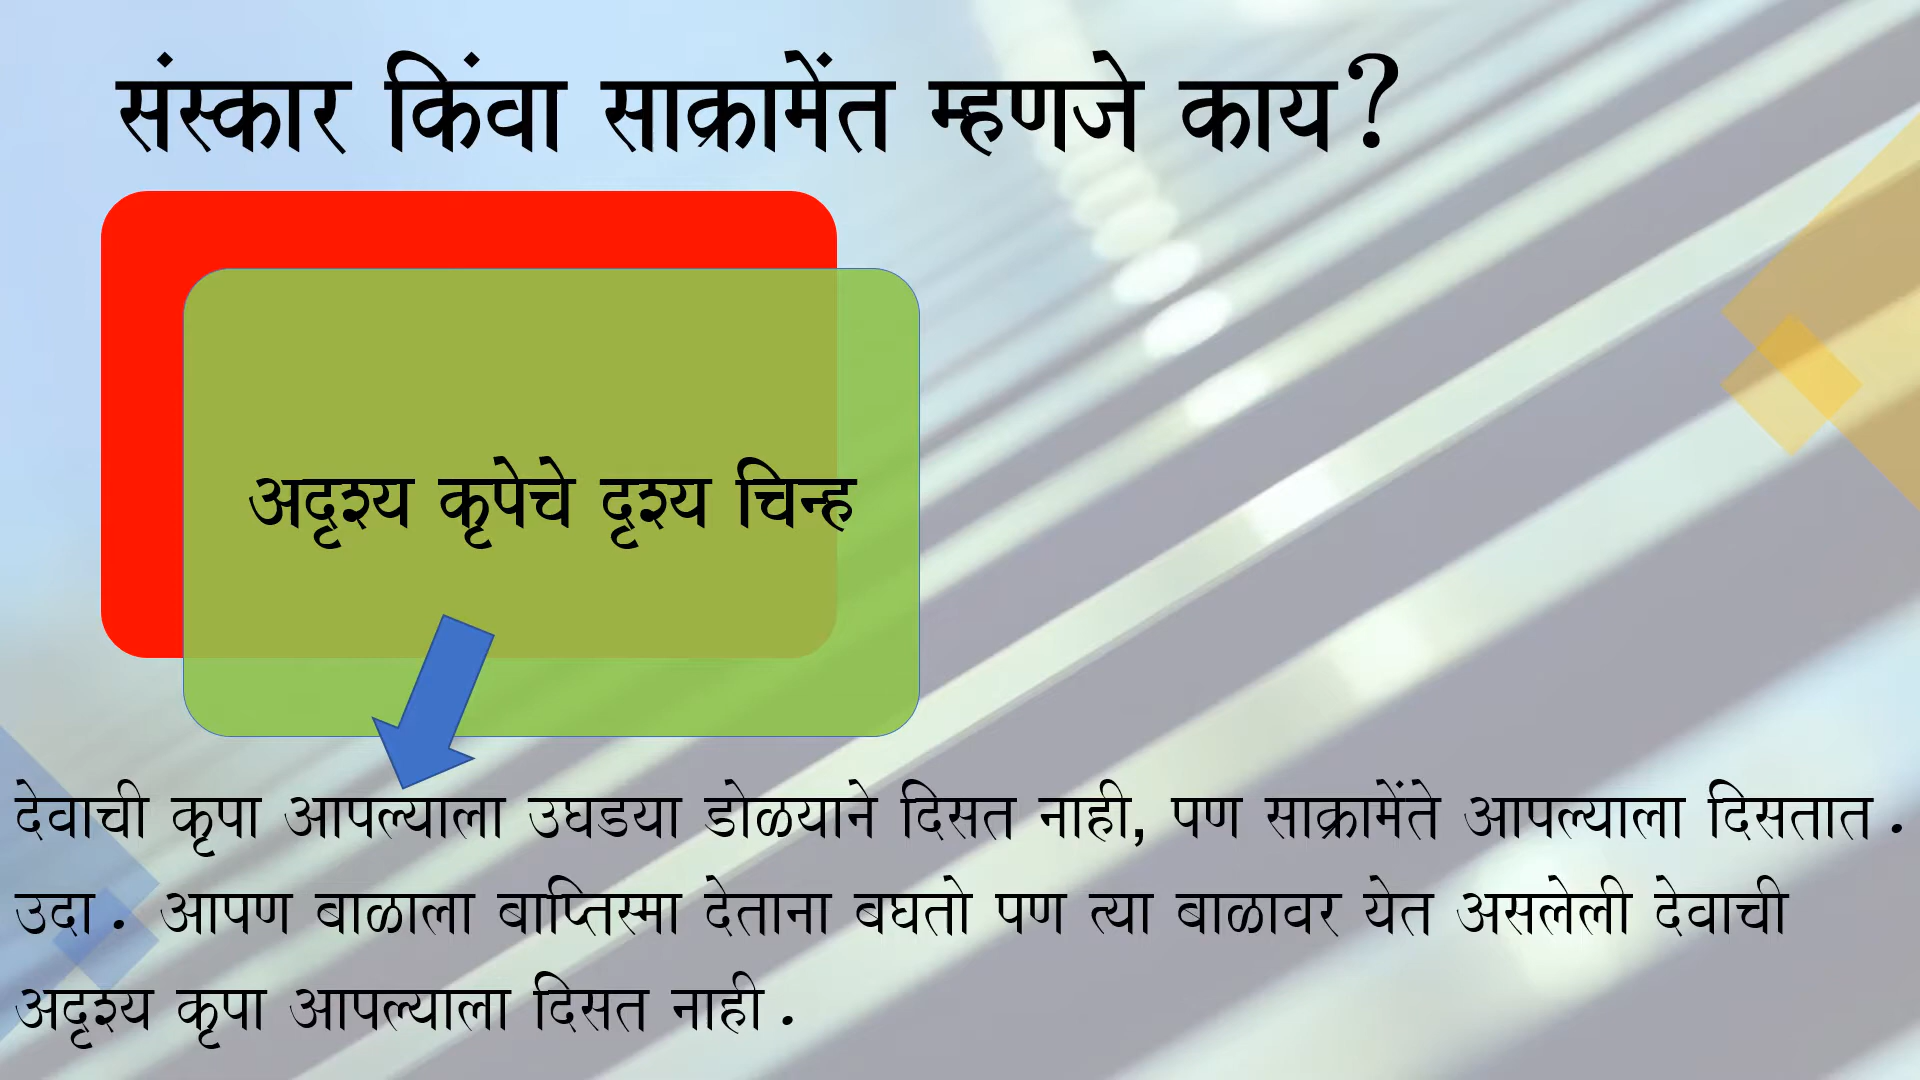 संस्कार किंवा साक्रामेंत म्हणजे काय?
अदृश्य कृपेचे दृश्य चिन्ह
देवाची कृपा आपल्याला उघडया डोळयाने दिसत नाही, पण साक्रामेंते आपल्याला दिसतात.
उदा. आपण बाळाला बाप्तिस्मा देताना बघतो पण त्या बाळावर येत असलेली देवाची
अदृश्य कृपा आपल्याला दिसत नाही.